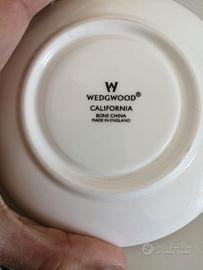 W
WEDGWOOD®
CALIFORNIA
BONE CHINA
MADE IN ENGLAND
subito